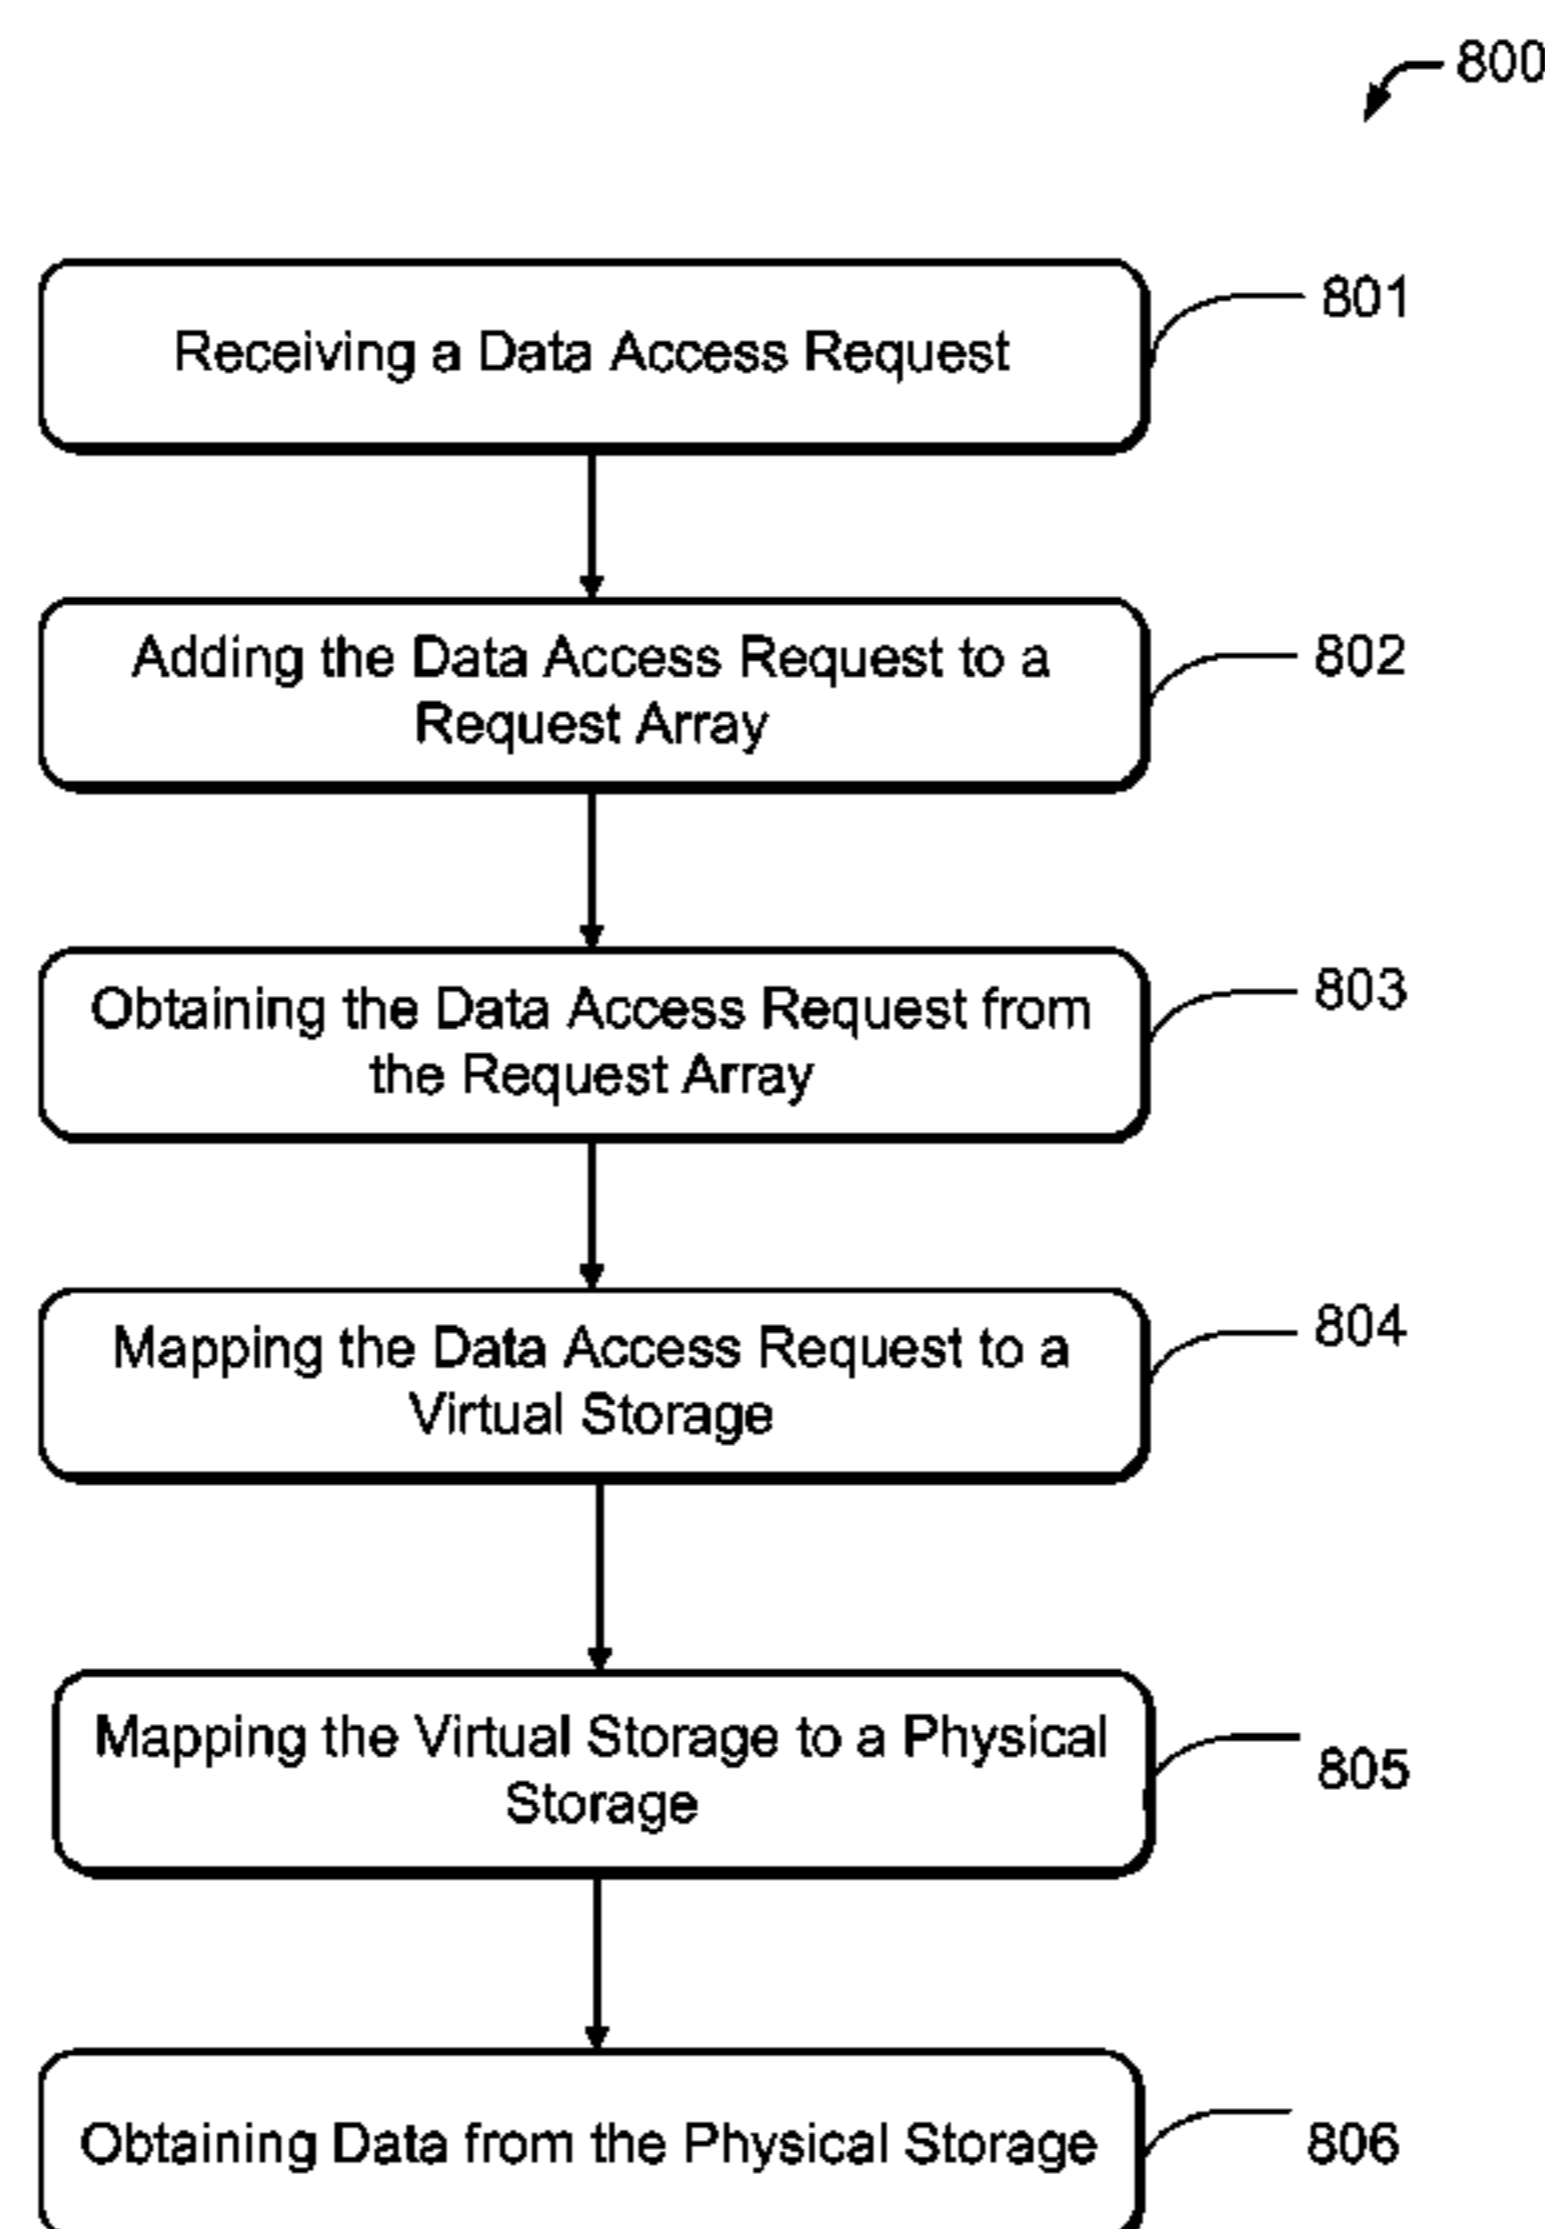 800
Receiving a Data Access Request
801
Adding the Data Access Request to a
Request Array
802
Obtaining the Data Access Request from
the Request Array
803
Mapping the Data Access Request to a
Virtual Storage
804
Mapping the Virtual Storage to a Physical
Storage
805
Obtaining Data from the Physical Storage
806